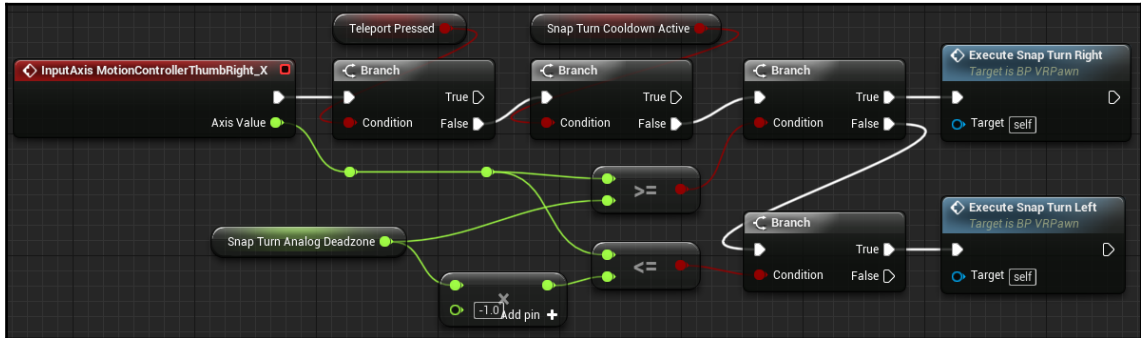 Teleport Pressed
Snap Turn Cooldown Active
InputAxis MotionControllerThumbRight_X
Axis Value
Branch
True
Condition
False
Branch
True
Condition
False
Branch
True
Condition
False
Execute Snap Turn Right
Target is BP VRPawn
Target self
>=
Snap Turn Analog Deadzone
<=
x
-1.0
Add pin +
Branch
True
Condition
False
Execute Snap Turn Left
Target is BP VRPawn
Target self